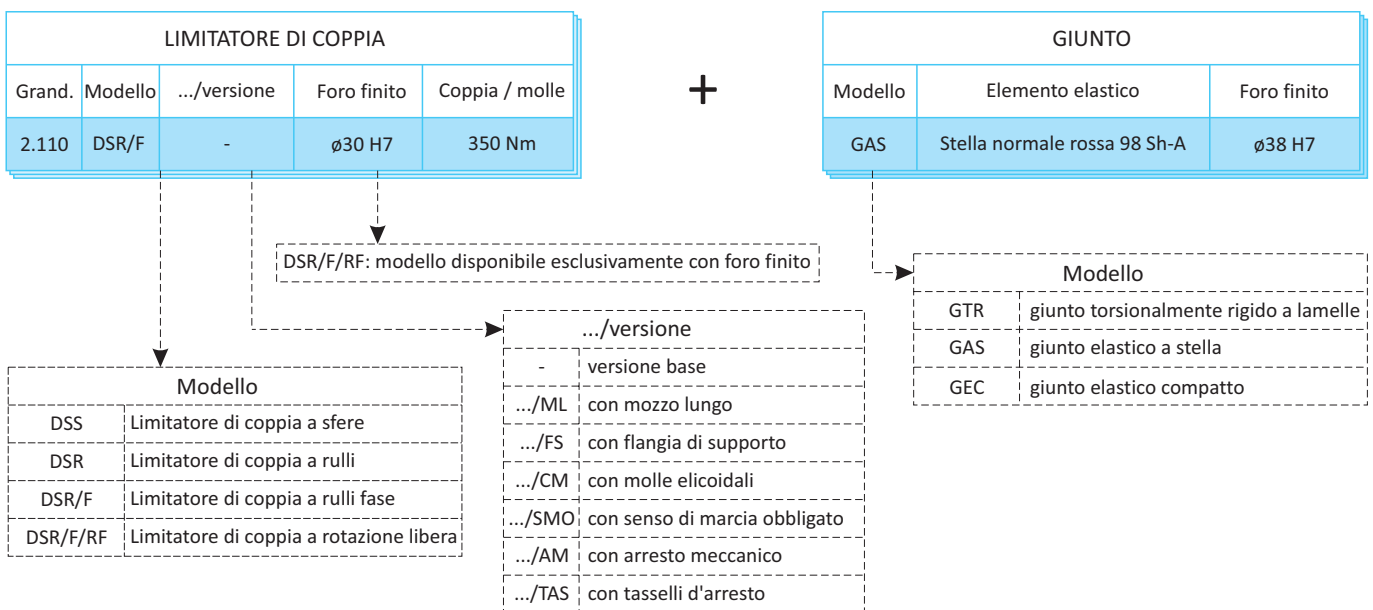 LIMITATORE DI COPPIA
Grand. Modello .../versione Foro finito Coppia / molle
2.110 DSR/F - ø30 H7 350 Nm
+
GIUNTO
Modello Elemento elastico Foro finito
GAS Stella normale rossa 98 Sh-A ø38 H7
DSR/F/RF: modello disponibile esclusivamente con foro finito
Modello
DSS Limitatore di coppia a sfere
DSR Limitatore di coppia a rulli
DSR/F Limitatore di coppia a rulli fase
DSR/F/RF Limitatore di coppia a rotazione libera
.../versione
- versione base
.../ML con mozzo lungo
.../FS con flangia di supporto
.../CM con molle elicoidali
.../SMO con senso di marcia obbligato
.../AM con arresto meccanico
.../TAS con tasselli d'arresto
Modello
GTR giunto torsionalmente rigido a lamelle
GAS giunto elastico a stella
GEC giunto elastico compatto